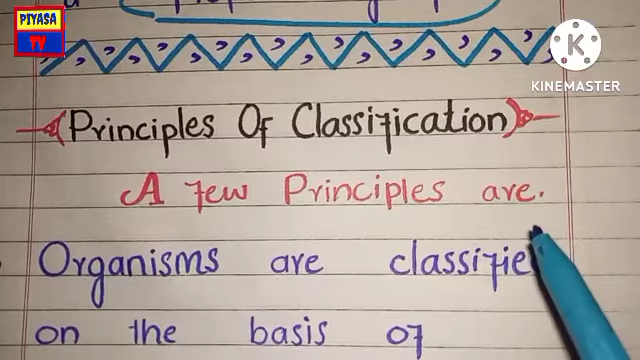 PIYASA
TV
KINEMASTER
Principles Of Classification
A few Principles are.
Organisms are classifie
on the basis of